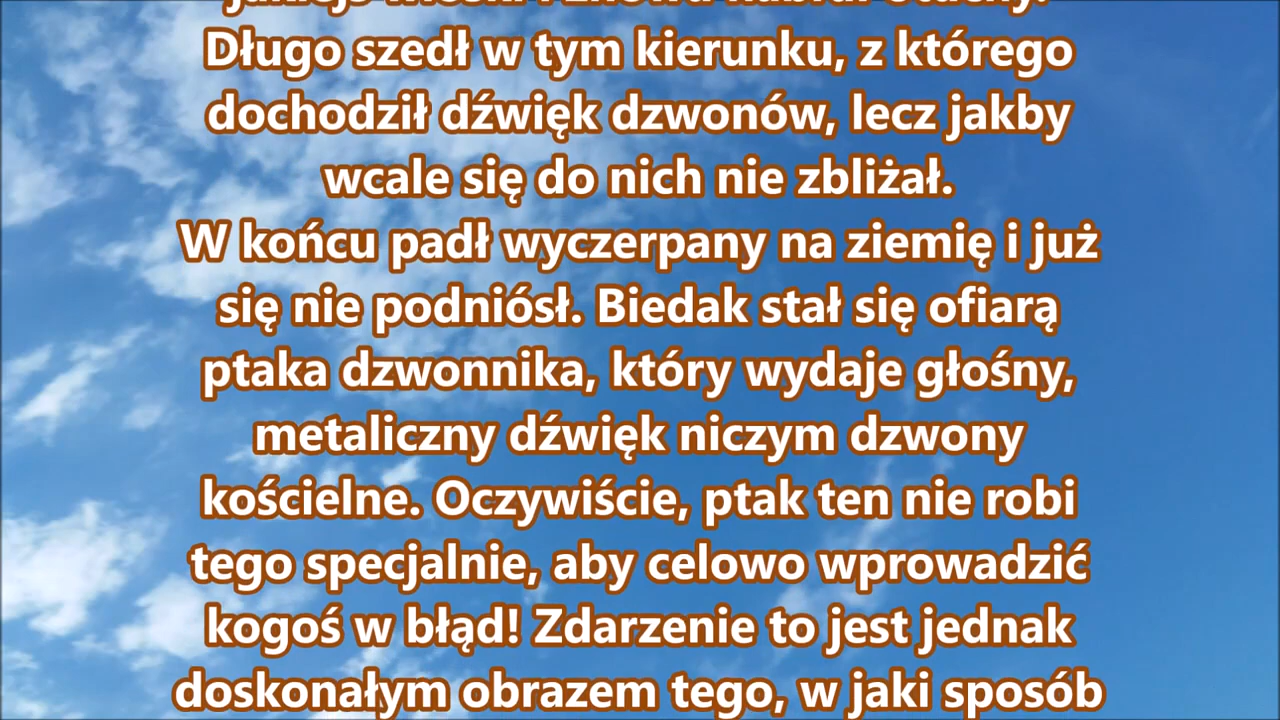 Długo szedł w tym kierunku, z którego
dochodził dźwięk dzwonów, lecz jakby
wcale się do nich nie zbliżał.
W końcu padł wyczerpany na ziemię i już
się nie podniósł. Biedak stał się ofiarą
ptaka dzwonnika, który wydaje głośny,
metaliczny dźwięk niczym dzwony
kościelne. Oczywiście, ptak ten nie robi
tego specjalnie, aby celowo wprowadzić
kogoś w błąd! Zdarzenie to jest jednak
doskonałym obrazem tego, w jaki sposób